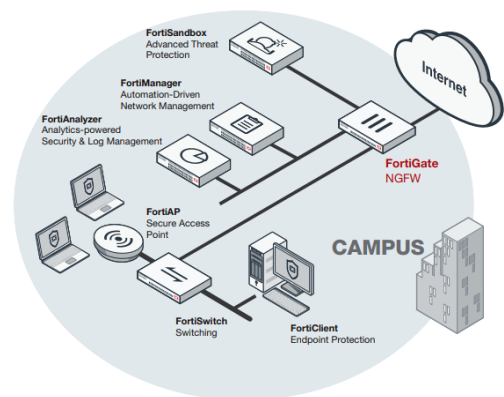 FortiSandbox
Advanced Threat
Protection
FortiManager
Automation-Driven
Network Management
FortiAnalyzer
Analytics-powered
Security & Log Management
Internet
FortiGate
NGFW
FortiAP
Secure Access
Point
CAMPUS
FortiSwitch
Switching
FortiClient
Endpoint Protection